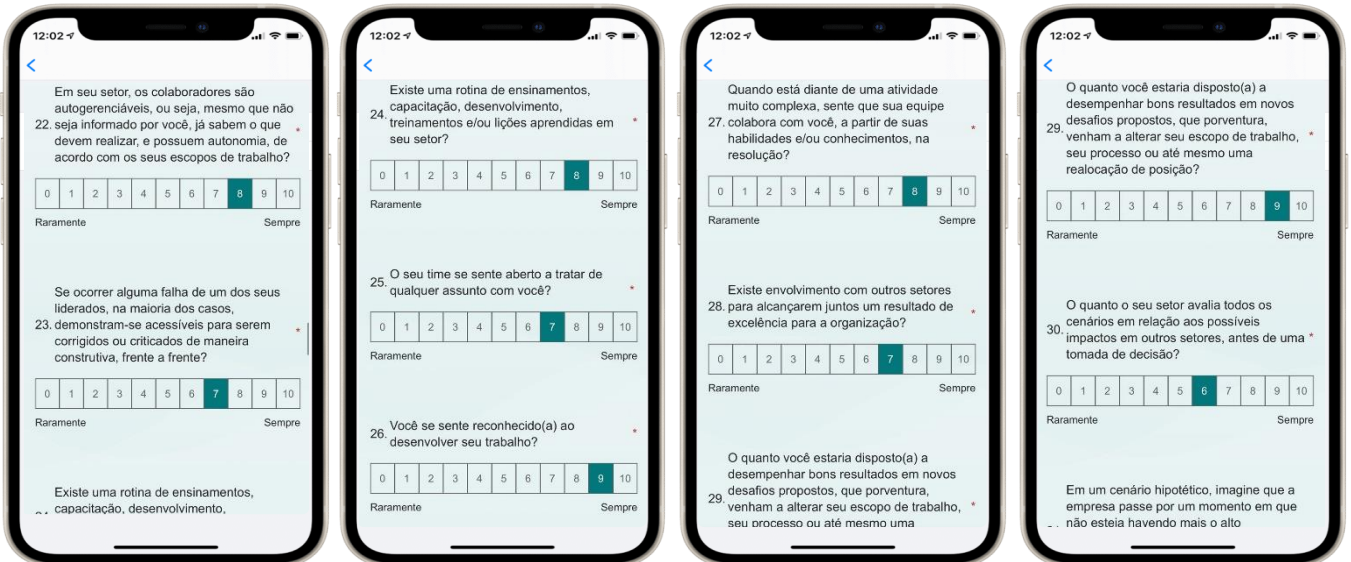 12:02
Em seu setor, os colaboradores são
autogerenciáveis, ou seja, mesmo que não
22. seja informado por você, já sabem o que *
devem realizar, e possuem autonomia, de
acordo com os seus escopos de trabalho?
0 1 2 3 4 5 6 7 8 9 10
Raramente Sempre
Se ocorrer alguma falha de um dos seus
liderados, na maioria dos casos,
23. demonstram-se acessíveis para serem *
corrigidos ou criticados de maneira
construtiva, frente a frente?
0 1 2 3 4 5 6 7 8 9 10
Raramente Sempre
Existe uma rotina de ensinamentos,
capacitação, desenvolvimento,
12:02
Existe uma rotina de ensinamentos,
capacitação, desenvolvimento,
24. treinamentos e/ou lições aprendidas em *
seu setor?
0 1 2 3 4 5 6 7 8 9 10
Raramente Sempre
25. O seu time se sente aberto a tratar de
qualquer assunto com você? *
0 1 2 3 4 5 6 7 8 9 10
Raramente Sempre
26. Você se sente reconhecido(a) ao *
desenvolver seu trabalho?
0 1 2 3 4 5 6 7 8 9 10
Raramente Sempre
12:02
Quando está diante de uma atividade
muito complexa, sente que sua equipe
27. colabora com você, a partir de suas *
habilidades e/ou conhecimentos, na
resolução?
0 1 2 3 4 5 6 7 8 9 10
Raramente Sempre
Existe envolvimento com outros setores
28. para alcançarem juntos um resultado de *
excelência para a organização?
0 1 2 3 4 5 6 7 8 9 10
Raramente Sempre
O quanto você estaria disposto(a) a
desempenhar bons resultados em novos
29. desafios propostos, que porventura,
venham a alterar seu escopo de trabalho, *
seu processo ou até mesmo uma
12:02
O quanto você estaria disposto(a) a
desempenhar bons resultados em novos
29. desafios propostos, que porventura,
venham a alterar seu escopo de trabalho, *
seu processo ou até mesmo uma
realocação de posição?
0 1 2 3 4 5 6 7 8 9 10
Raramente Sempre
O quanto o seu setor avalia todos os
30. cenários em relação aos possíveis
impactos em outros setores, antes de uma *
tomada de decisão?
0 1 2 3 4 5 6 7 8 9 10
Raramente Sempre
Em um cenário hipotético, imagine que a
empresa passe por um momento em que
não esteja havendo mais o alto